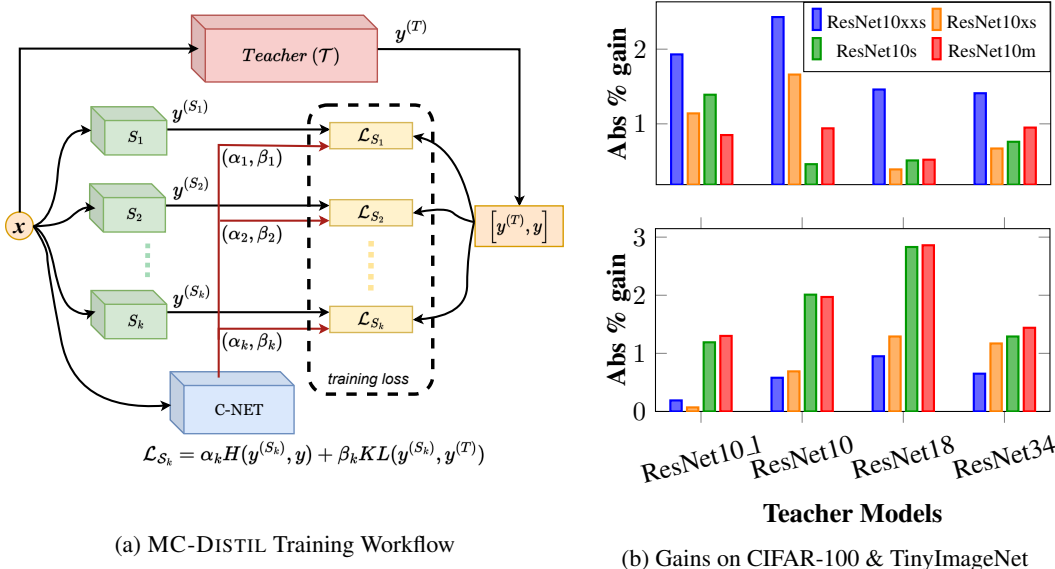 Teacher (𝒯)
y^(T)
y^(S_1)
S_1
ℒ_{S_1}
(α_1, β_1)
y^(S_2)
S_2
ℒ_{S_2}
(α_2, β_2)
x
[y^(T), y]
y^(S_k)
S_k
ℒ_{S_k}
(α_k, β_k)
training loss
C-NET
ℒ_{S_k} = α_k H(y^(S_k), y) + β_k KL(y^(S_k), y^(T))
(a) MC-DISTIL Training Workflow
ResNet10xxs ResNet10xs
ResNet10s ResNet10m
Abs % gain
2
1
Abs % gain
3
2
1
0
ResNet10_l ResNet10 ResNet18 ResNet34
Teacher Models
(b) Gains on CIFAR-100 & TinyImageNet